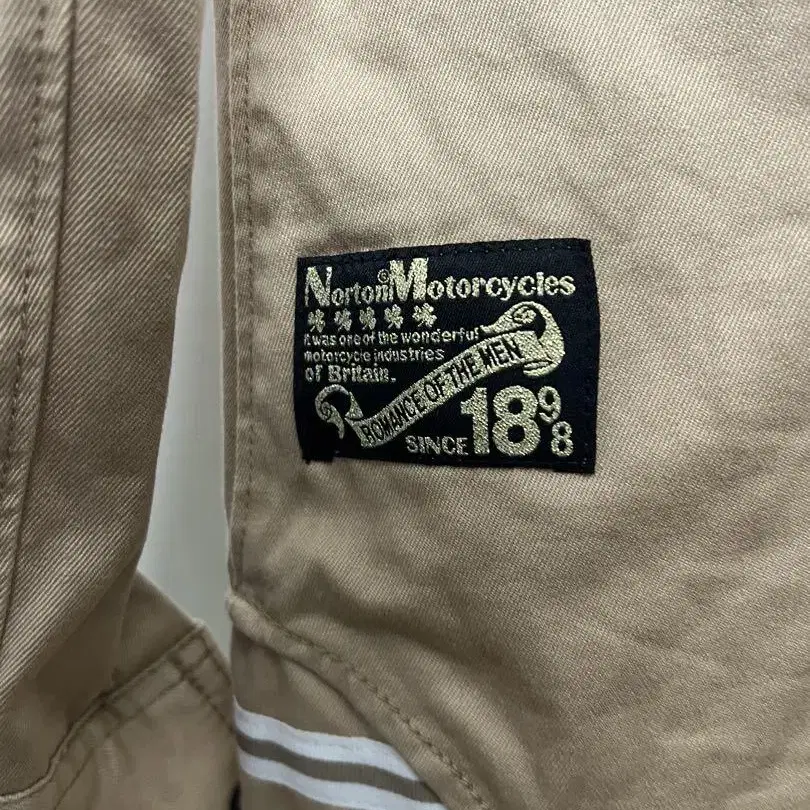 Norton® Motorcycles
It was one of the wonderful
motorcycle industries
of Britain.
ROMANCE OF THE MEN
SINCE 1898